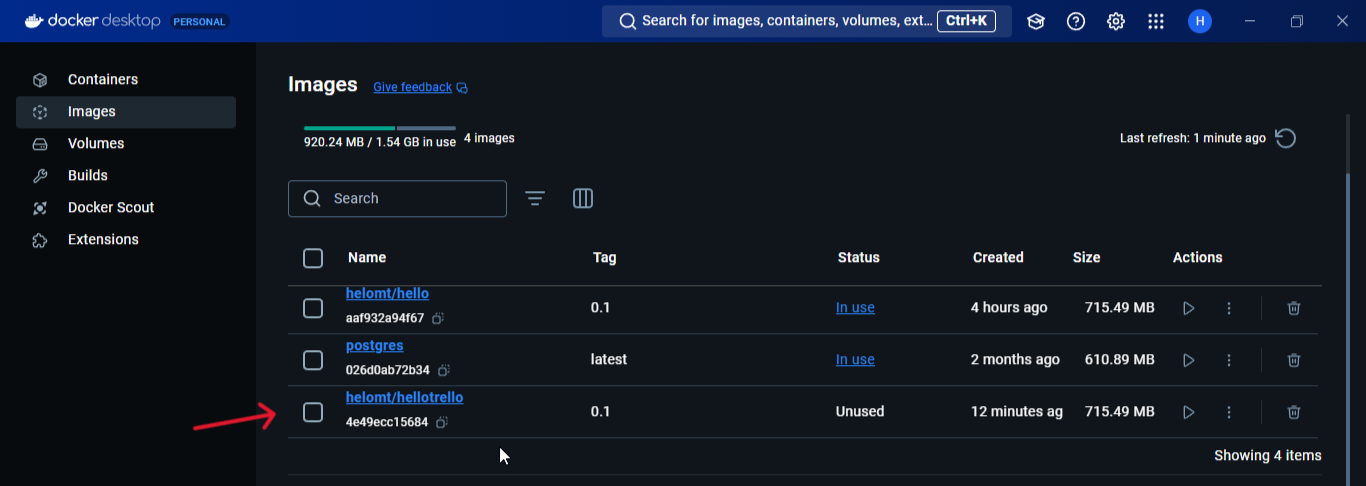 docker desktop PERSONAL
Search for images, containers, volumes, ext... Ctrl+K
H
Containers
Images
Volumes
Builds
Docker Scout
Extensions
Images Give feedback
920.24 MB / 1.54 GB in use 4 images
Last refresh: 1 minute ago
Search
Name Tag Status Created Size Actions
helomt/hello
aaf932a94f67
0.1 In use 4 hours ago 715.49 MB
postgres
026d0ab72b34
latest In use 2 months ago 610.89 MB
helomt/hellotrello
4e49ecc15684
0.1 Unused 12 minutes ag 715.49 MB
Showing 4 items